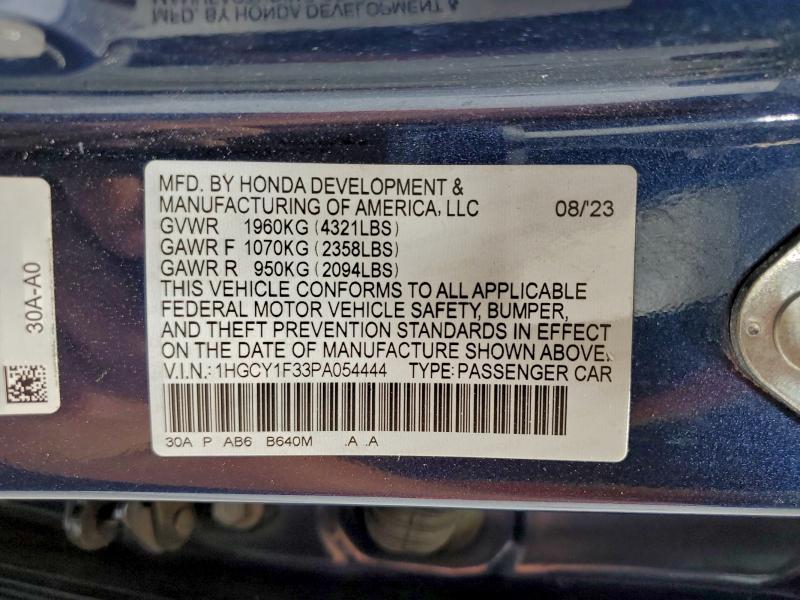 MFD. BY HONDA DEVELOPMENT &
MANUFACTURING OF AMERICA, LLC 08/'23
GVWR 1960KG (4321LBS)
GAWR F 1070KG (2358LBS)
GAWR R 950KG (2094LBS)
THIS VEHICLE CONFORMS TO ALL APPLICABLE
FEDERAL MOTOR VEHICLE SAFETY, BUMPER,
AND THEFT PREVENTION STANDARDS IN EFFECT
ON THE DATE OF MANUFACTURE SHOWN ABOVE.
V.I.N.: 1HGCY1F33PA054444 TYPE: PASSENGER CAR
30A P AB6 B640M .A .A
30A-A0